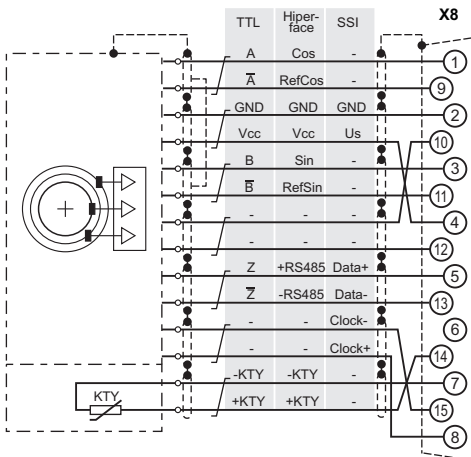 TTL Hiper-face SSI X8
A Cos - 1
A̅ RefCos - 9
GND GND GND 2
Vcc Vcc Us 10
B Sin - 3
B̅ RefSin - 11
- - - 4
- - - 12
Z +RS485 Data+ 5
Z̅ -RS485 Data- 13
- - Clock- 6
- - Clock+ 14
-KTY -KTY - 7
KTY +KTY +KTY - 15
8